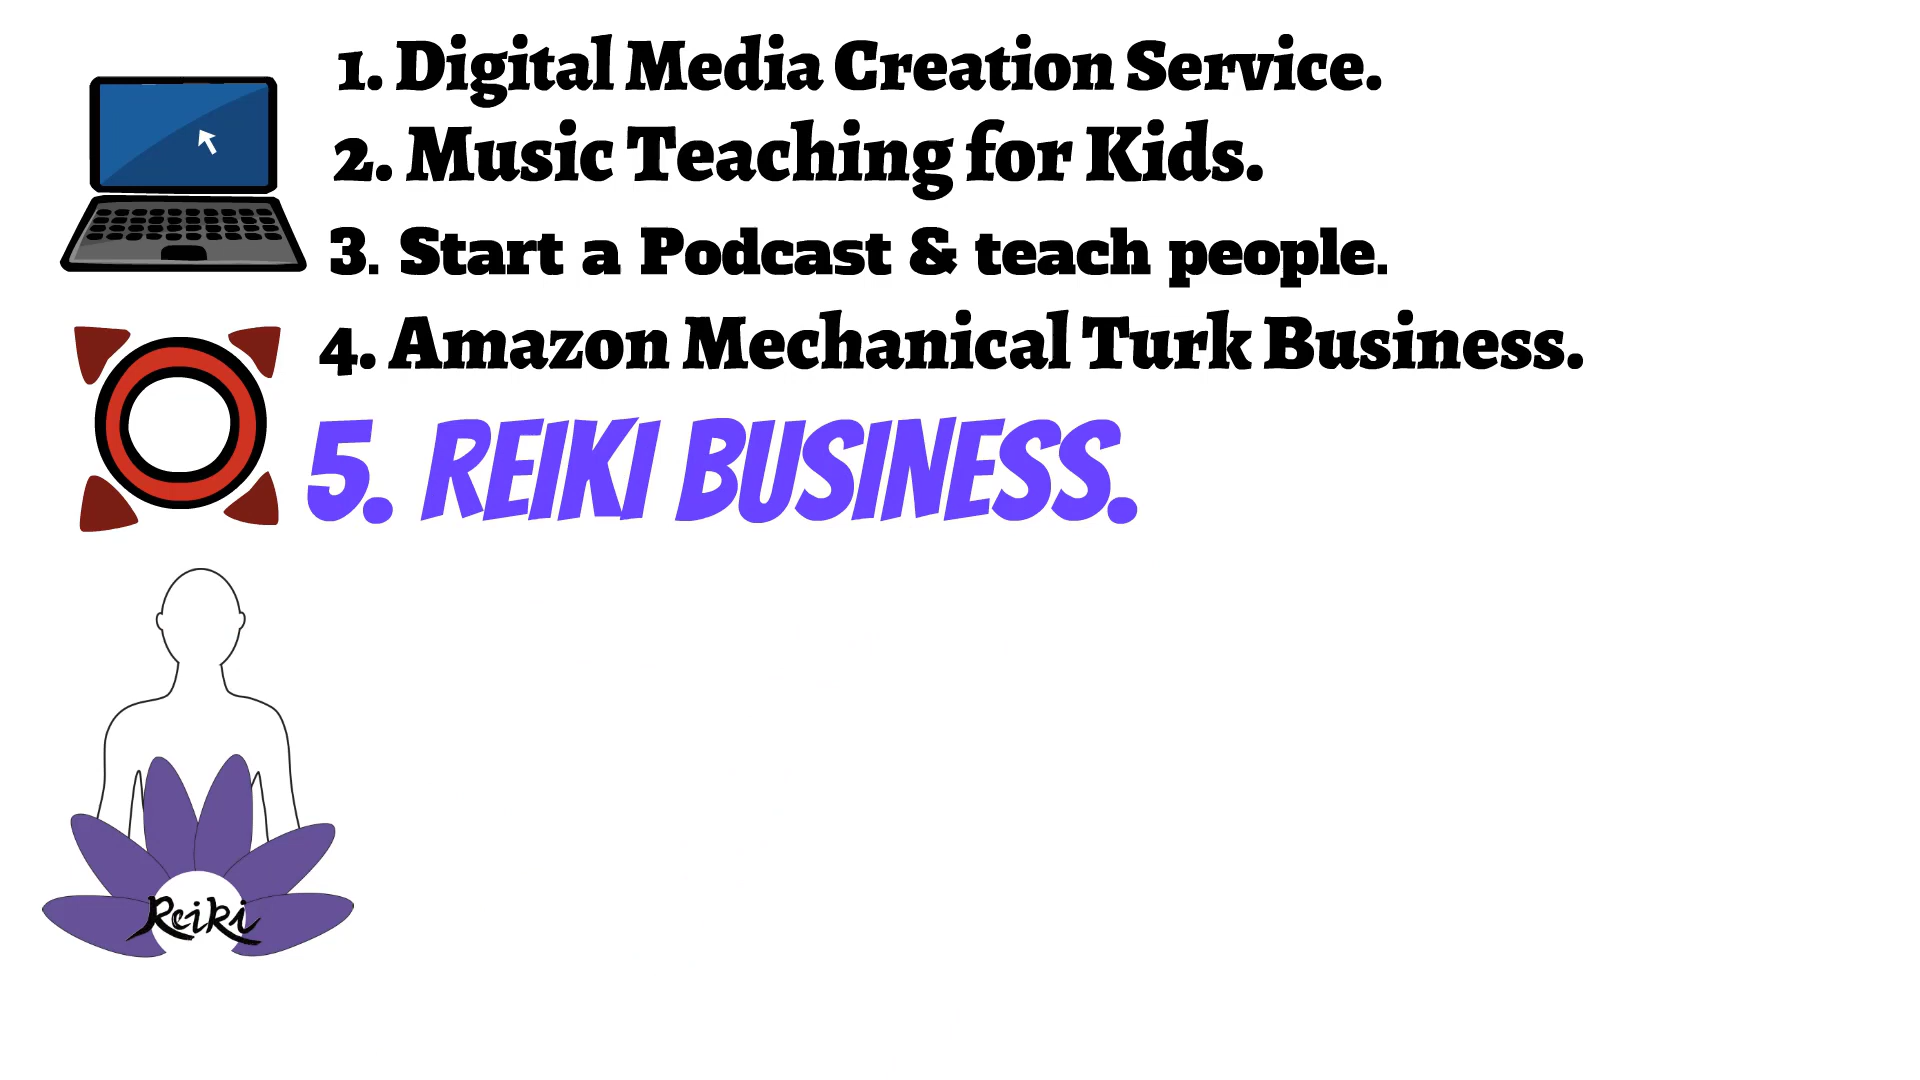 1. Digital Media Creation Service.
2. Music Teaching for Kids.
3. Start a Podcast & teach people.
4. Amazon Mechanical Turk Business.
5. REIKI BUSINESS.
Reiki